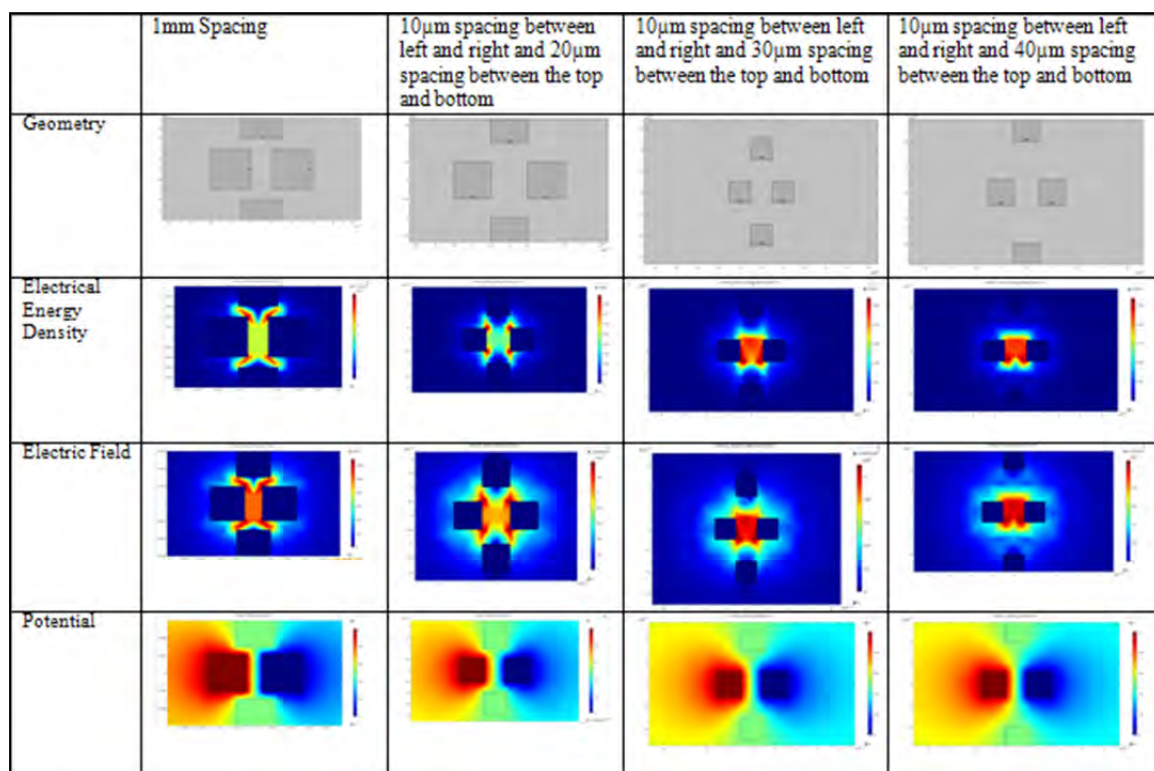 1mm Spacing
10µm spacing between
left and right and 20µm
spacing between the top
and bottom
10µm spacing between left
and right and 30µm spacing
between the top and bottom
10µm spacing between left
and right and 40µm spacing
between the top and bottom
Geometry
Electrical
Energy
Density
Electric Field
Potential